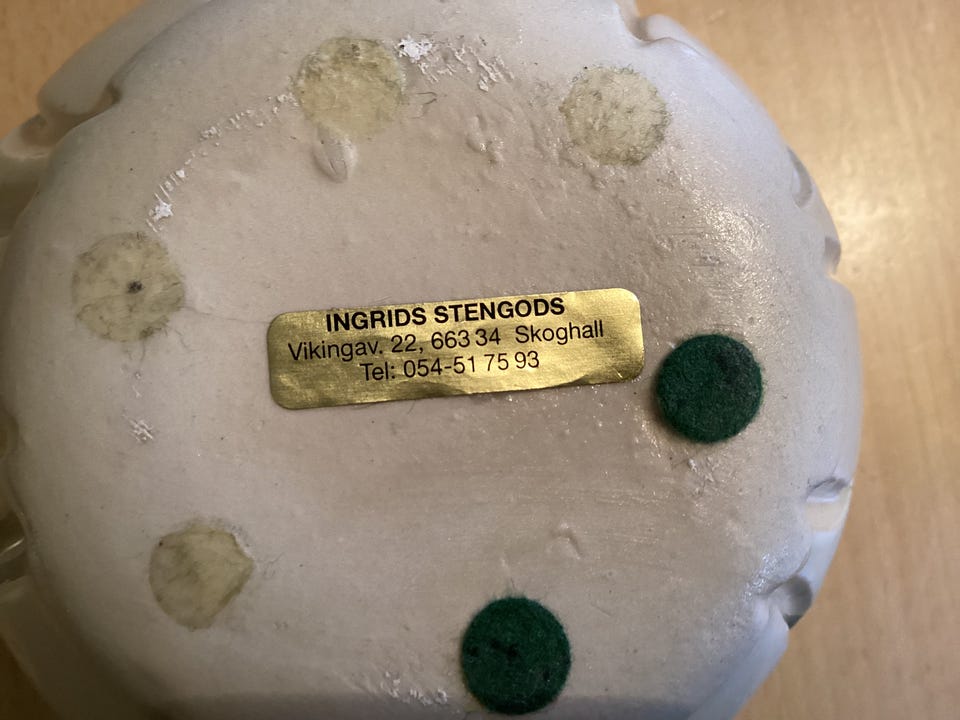 INGRIDS STENGODS
Vikingav. 22, 663 34 Skoghall
Tel: 054-51 75 93